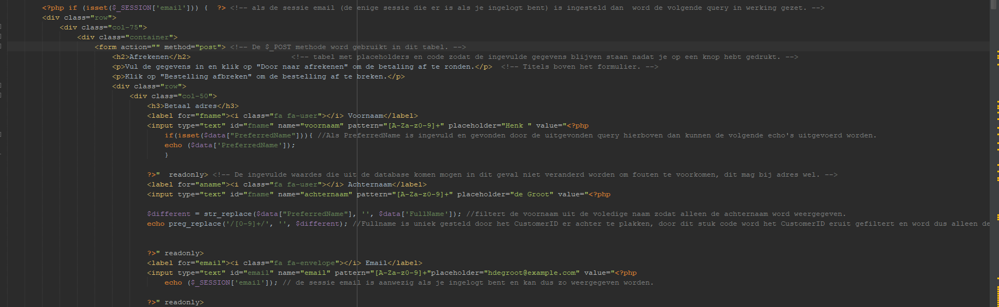 <?php if (isset($_SESSION['email'])) {  ?> <!-- als de sessie email (de enige sessie die er is als je ingelogt bent) is ingesteld dan  word de volgende query in werking gezet. -->
<div class="row">
<div class="col-75">
<div class="container">
<form action="" method="post"> <!-- De $_POST methode word gebruikt in dit tabel. -->
<h2>Afrekenen</h2>                       <!-- tabel met placeholders en code zodat de ingevulde gegevens blijven staan nadat je op een knop hebt gedrukt. -->
<p>Vul de gegevens in en klik op "Door naar afrekenen" om de betaling af te ronden.</p>  <!-- Titels boven het formulier. -->
<p>Klik op "Bestelling afbreken" om de bestelling af te breken.</p>
<div class="row">
<div class="col-50">
<h3>Betaal adres</h3>
<label for="fname"><i class="fa fa-user"></i> Voornaam</label>
<input type="text" id="fname" name="voornaam" pattern="[A-Za-z0-9]+" placeholder="Henk " value="<?php
if(isset($data["PreferredName"])){ //Als PreferredName is ingevuld en gevonden door de uitgevonden query hierboven dan kunnen de volgende echo's uitgevoerd worden.
echo ($data['PreferredName']);
}
?>"  readonly> <!-- De ingevulde waardes die uit de database komen mogen in dit geval niet veranderd worden om fouten te voorkomen, dit mag bij adres wel. -->
<label for="aname"><i class="fa fa-user"></i> Achternaam</label>
<input type="text" id="fname" name="achternaam" pattern="[A-Za-z0-9]+" placeholder="de Groot" value="<?php
$different = str_replace($data["PreferredName"], '', $data['FullName']); //filtert de voornaam uit de voledige naam zodat alleen de achternaam word weergegeven.
echo preg_replace('/[0-9]+/', '', $different); //Fullname is uniek gesteld door het CustomerID er achter te plakken, door dit stuk code word het CustomerID eruit gefiltert en word dus alleen de
?>" readonly>
<label for="email"><i class="fa fa-envelope"></i> Email</label>
<input type="text" id="email" name="email" pattern="[A-Za-z0-9]+"placeholder="hdegroot@example.com" value="<?php
echo ($_SESSION['email']); // de sessie email is aanwezig als je ingelogt bent en kan dus zo weergegeven worden.
?>" readonly>